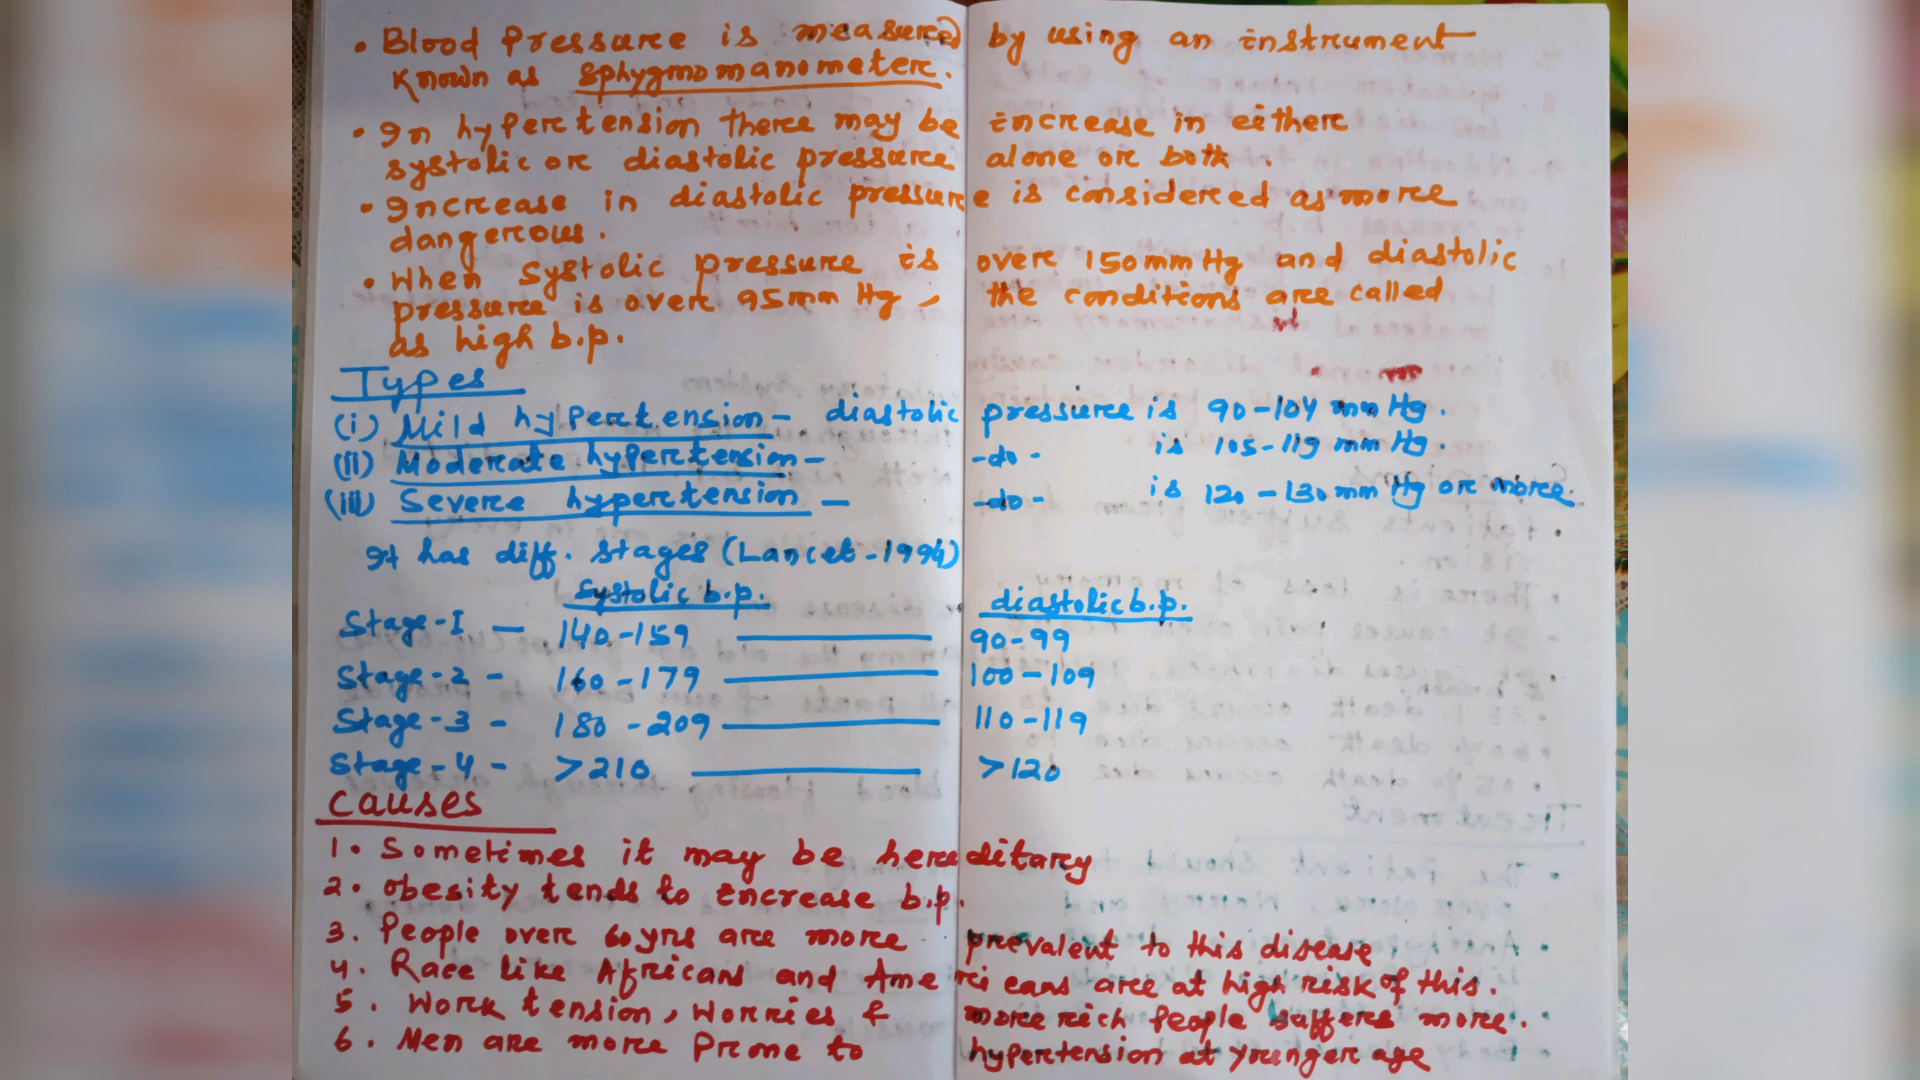 • Blood Pressure is measured by using an instrument
known as sphygmomanometer.
• In hypertension there may be increase in either
systolic or diastolic pressure alone or both.
• Increase in diastolic pressure is considered as more
dangerous.
• When systolic pressure is over 150 mm Hg and diastolic
pressure is over 95 mm Hg, the conditions are called
as high b.p.
Types
(i) Mild hypertension - diastolic pressure is 90-104 mm Hg.
(ii) Moderate hypertension - -do- is 105-119 mm Hg.
(iii) Severe hypertension - -do- is 120-130 mm Hg or more.
It has diff. stages (Lancet-1994)
systolic b.p. diastolic b.p.
Stage-I - 140-159 — 90-99
Stage-2 - 160-179 — 100-109
Stage-3 - 180-209 — 110-119
Stage-4 - >210 — >120
Causes
1. Sometimes it may be hereditary
2. Obesity tends to increase b.p.
3. People over 60 yrs are more prevalent to this disease
4. Race like Africans and Americans are at high risk of this.
5. Work tension, Worries & more rich people suffers more.
6. Men are more prone to hypertension at younger age